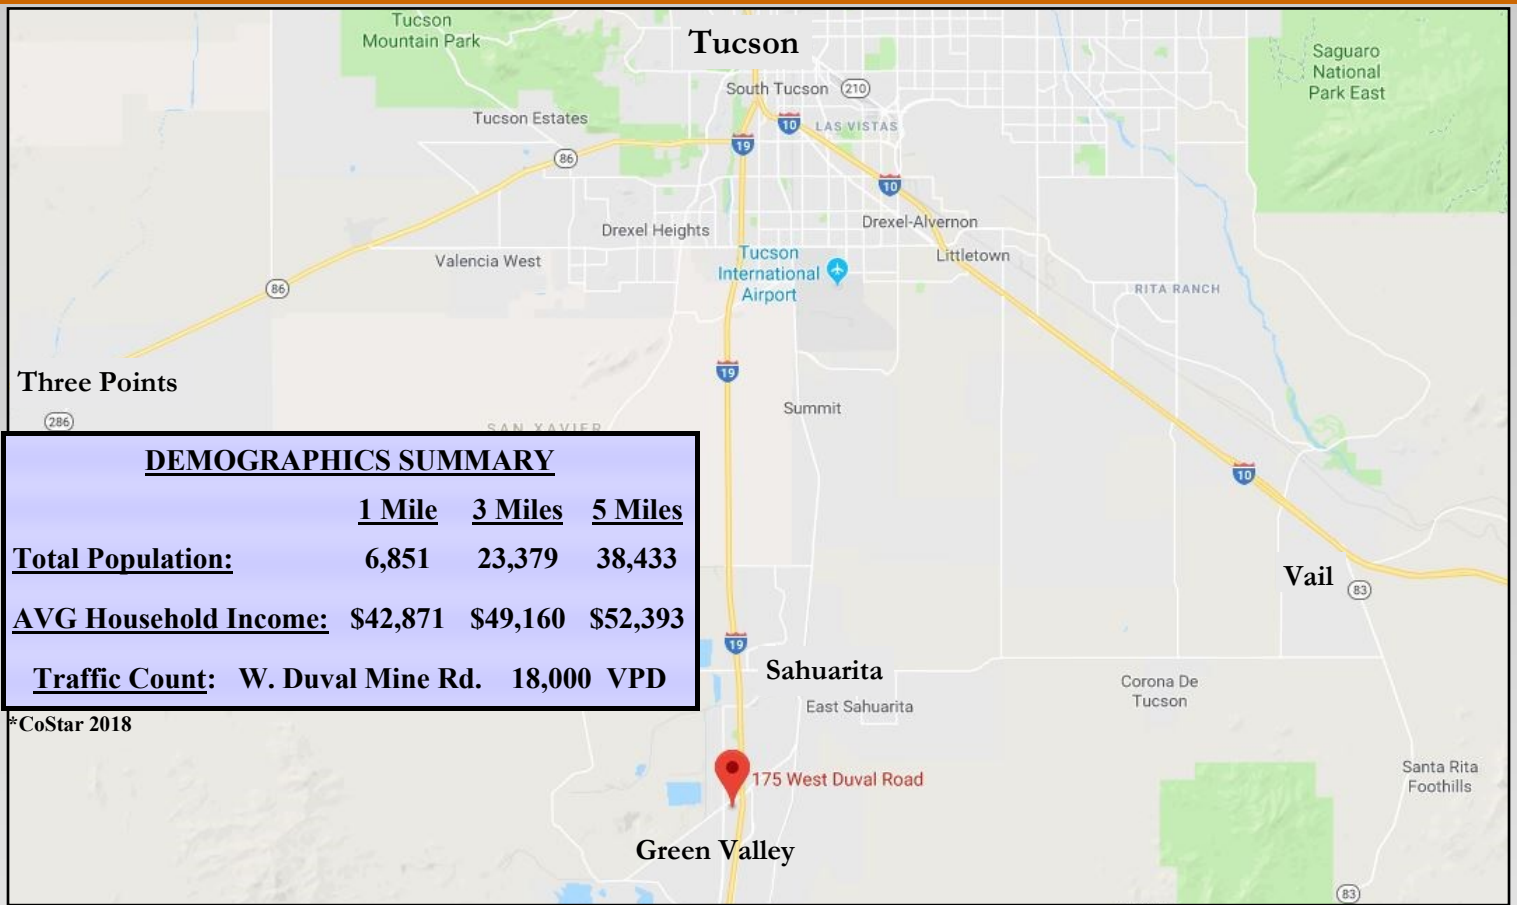 Tucson
Mountain Park
Tucson
Saguaro
National
Park East
South Tucson 210
Tucson Estates
10 LAS VISTAS
19
86
10
Drexel Heights
Drexel-Alvernon
Valencia West
Tucson
International
Airport
Littletown
86
RITA RANCH
19
Three Points
Summit
286
SAN XAVIER
DEMOGRAPHICS SUMMARY
1 Mile 3 Miles 5 Miles
Total Population: 6,851 23,379 38,433
AVG Household Income: $42,871 $49,160 $52,393
Traffic Count: W. Duval Mine Rd. 18,000 VPD
*CoStar 2018
10
Vail 83
19
Sahuarita
Corona De
Tucson
East Sahuarita
175 West Duval Road
Santa Rita
Foothills
Green Valley
83